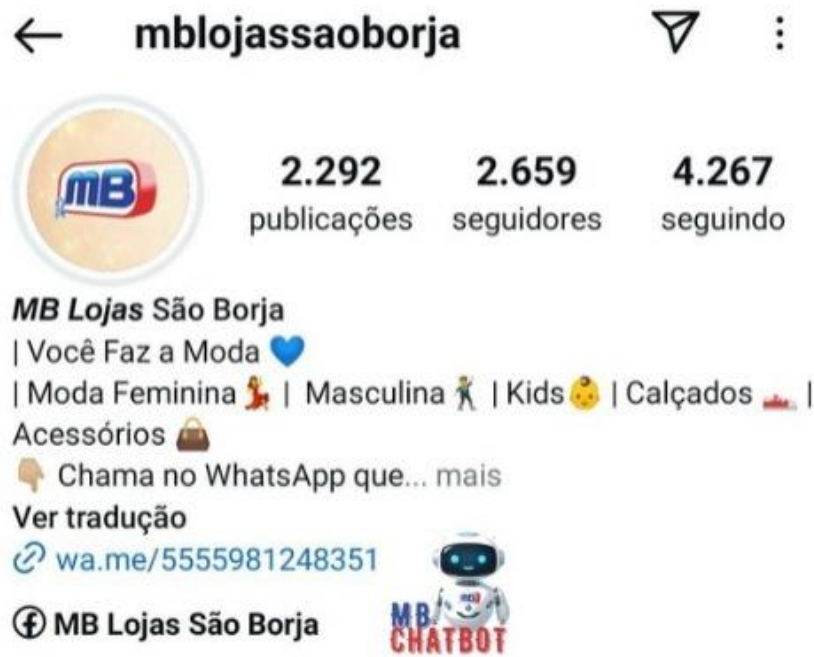 mblojassaoborja
MB
2.292 2.659 4.267
publicações seguidores seguindo
MB Lojas São Borja
| Você Faz a Moda 💙
| Moda Feminina 💃 | Masculina 🕺 | Kids👶 | Calçados 👟 |
Acessórios 👜
👇🏼 Chama no WhatsApp que... mais
Ver tradução
wa.me/5555981248351
MB Lojas São Borja
MB
MB
CHATBOT